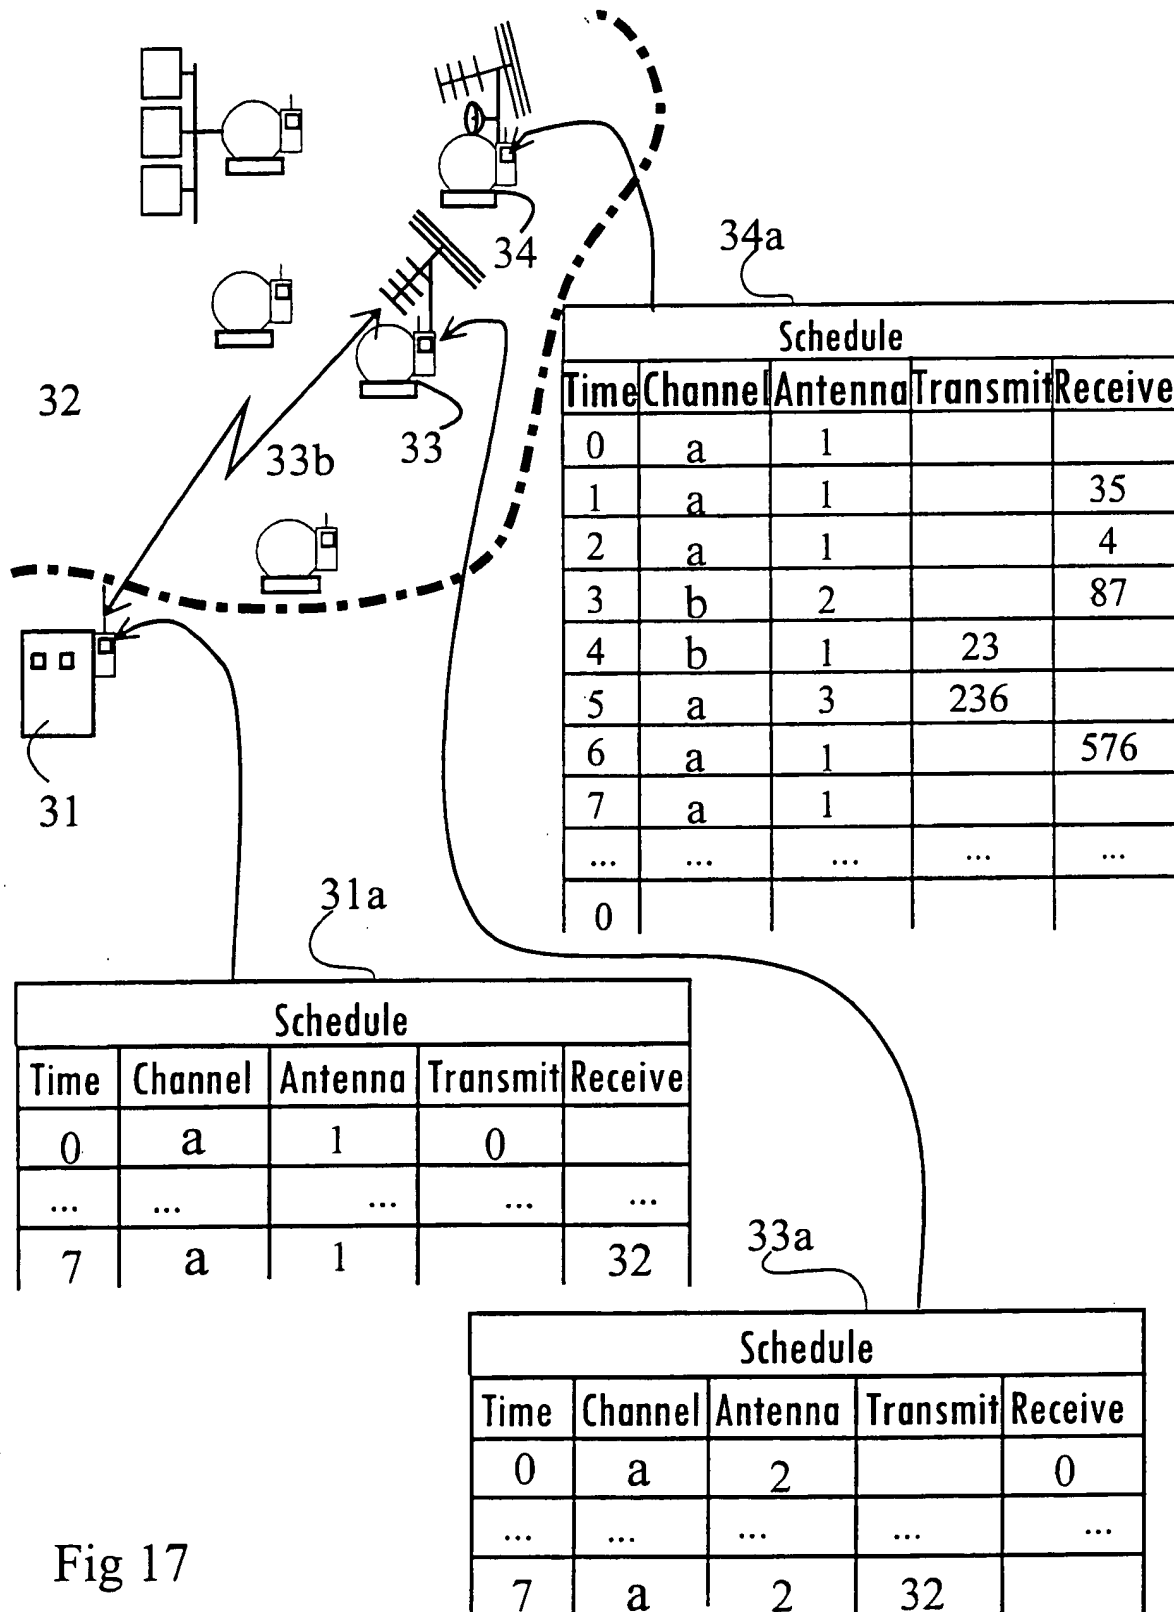 34
34a
32
33b
33
Schedule
Time Channel Antenna Transmit Receive
0 a 1
1 a 1 35
2 a 1 4
3 b 2 87
4 b 1 23
5 a 3 236
6 a 1 576
7 a 1
... ... ... ... ...
0
31
31a
Schedule
Time Channel Antenna Transmit Receive
0 a 1 0
... ... ... ... ...
7 a 1 32
33a
Schedule
Time Channel Antenna Transmit Receive
0 a 2 0
... ... ... ... ...
7 a 2 32
Fig 17